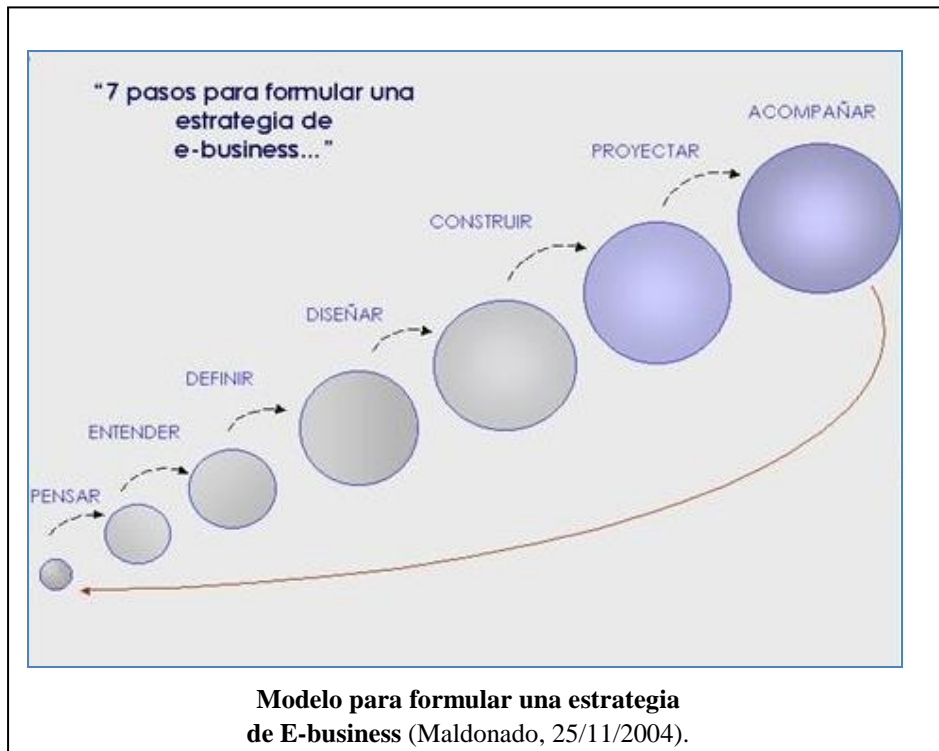 "7 pasos para formular una
estrategia de
e-business..."
ACOMPAÑAR
PROYECTAR
CONSTRUIR
DISEÑAR
DEFINIR
ENTENDER
PENSAR
Modelo para formular una estrategia
de E-business (Maldonado, 25/11/2004).